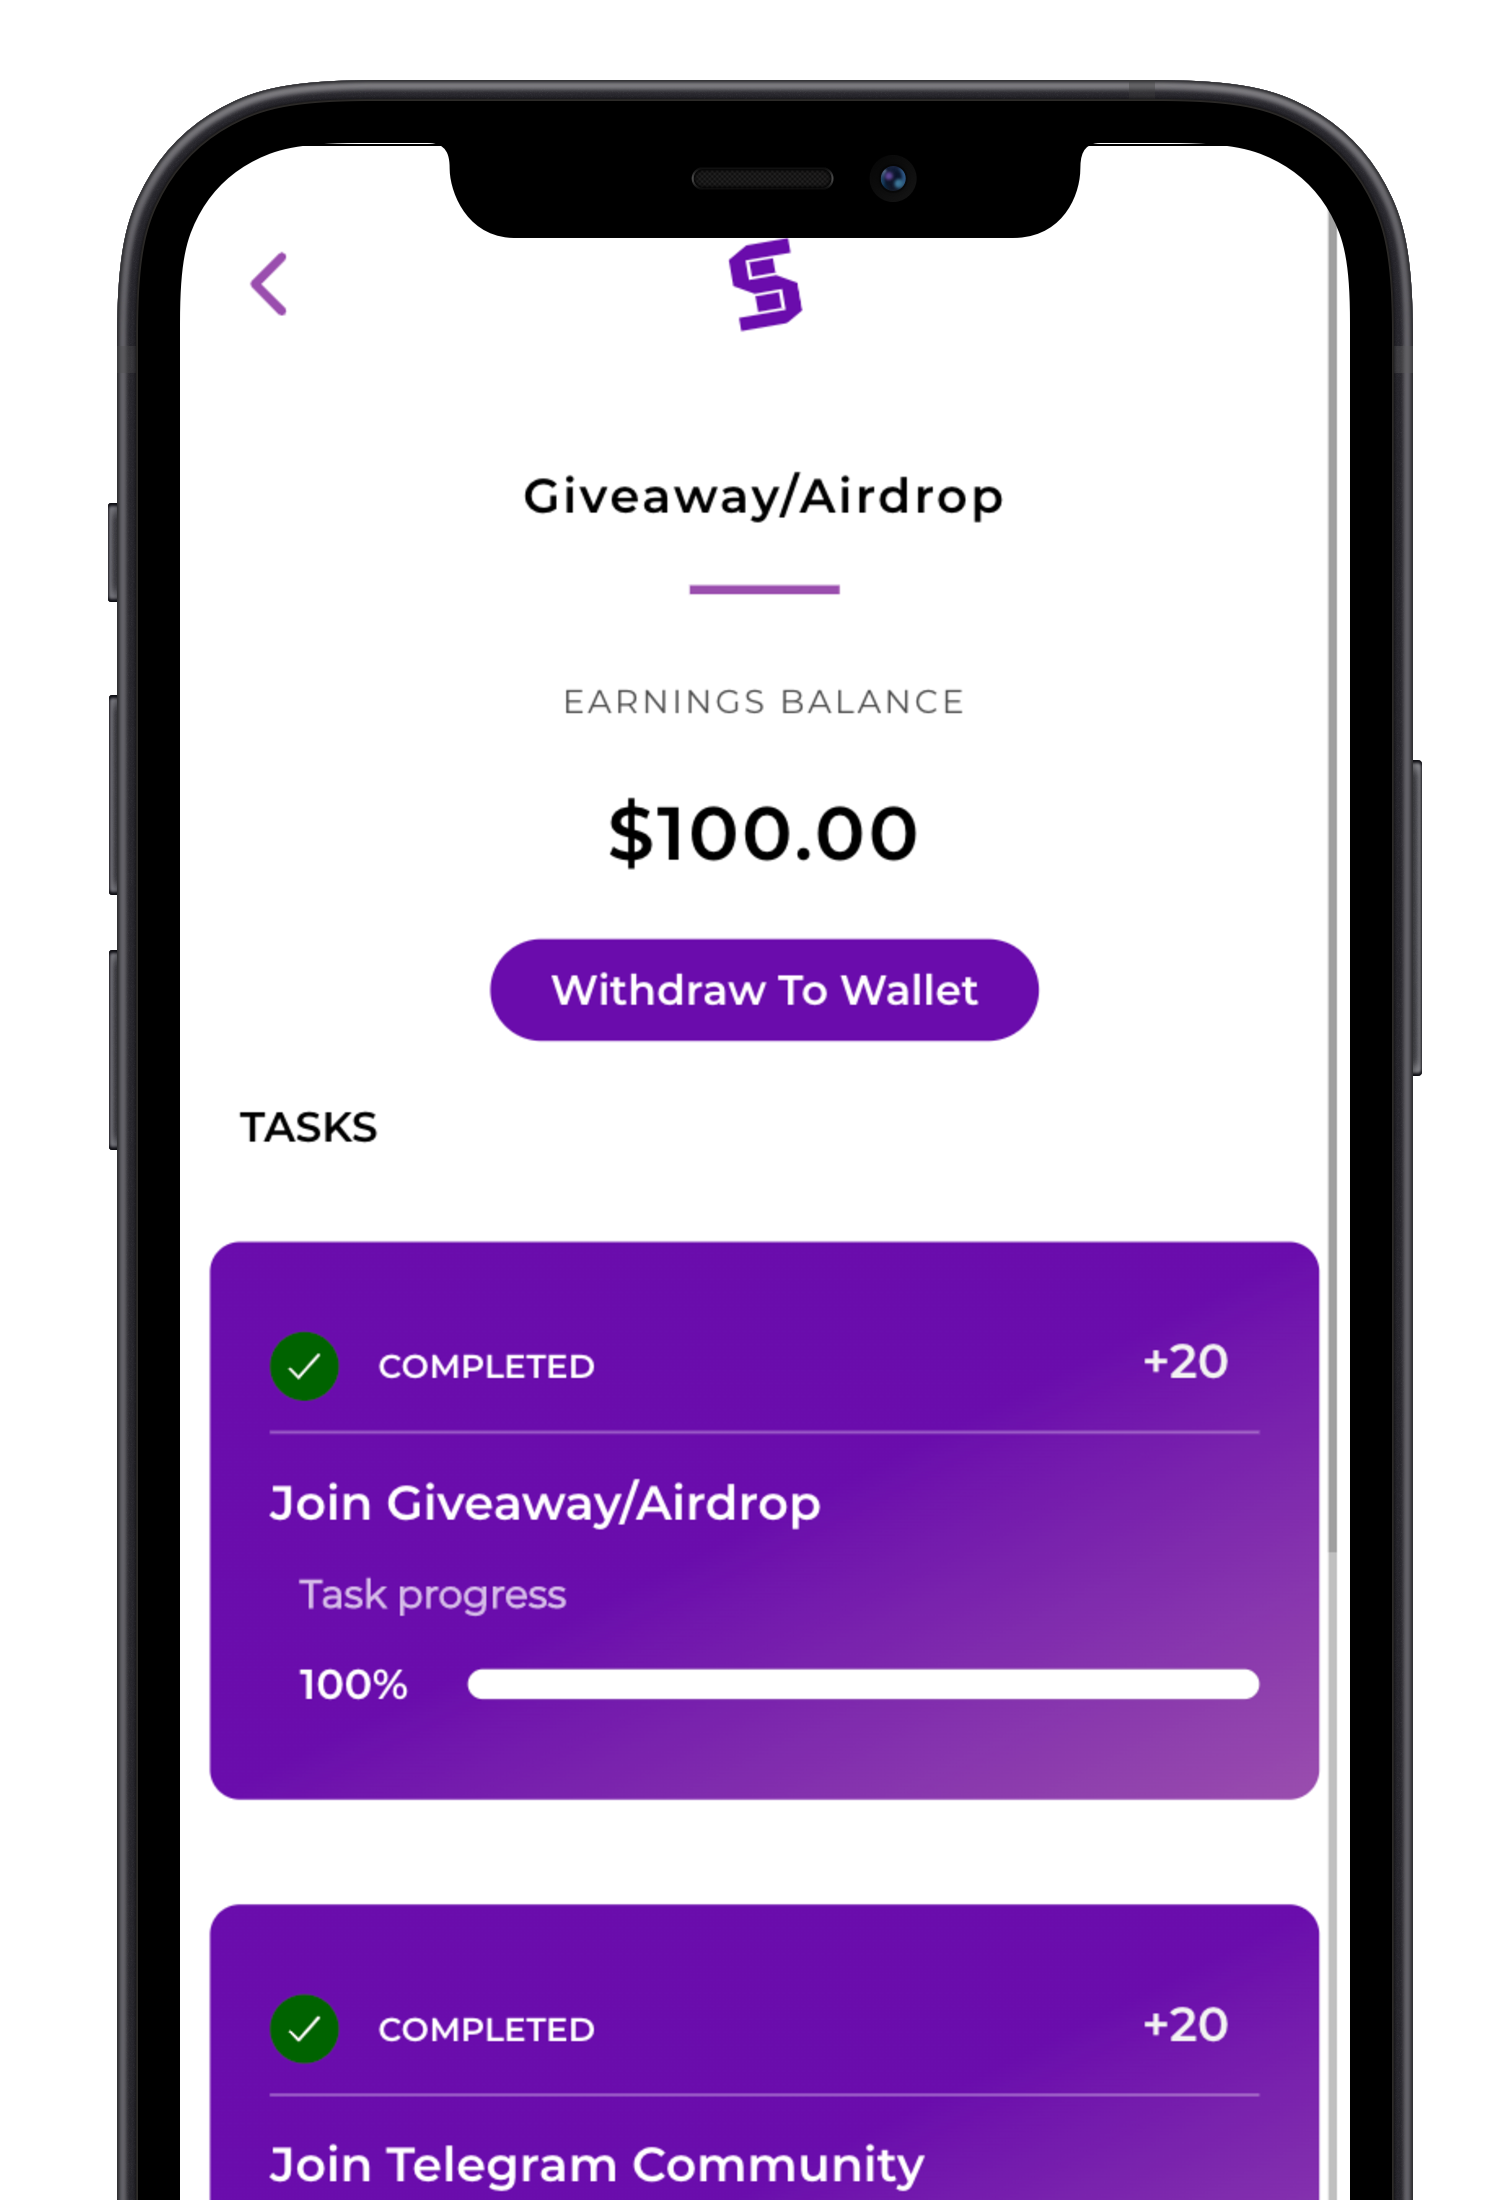 Giveaway/Airdrop
EARNINGS BALANCE
$100.00
Withdraw To Wallet
TASKS
COMPLETED +20
Join Giveaway/Airdrop
Task progress
100%
COMPLETED +20
Join Telegram Community